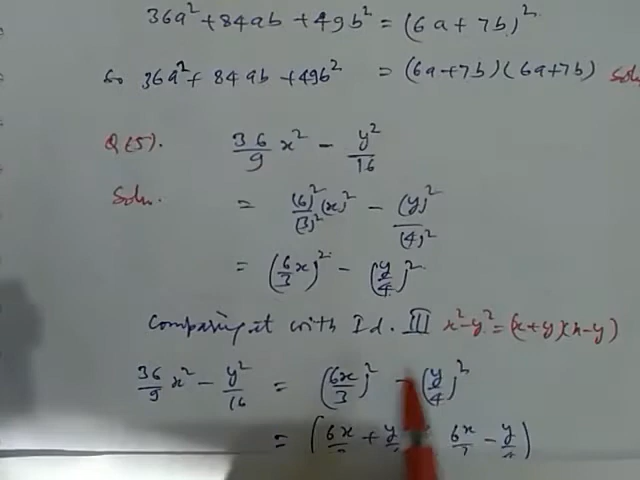 36a² + 84ab + 49b² = (6a + 7b)²
So 36a² + 84ab + 49b² = (6a+7b)(6a+7b) Soln
Q(5). 36/9 x² − y²/16
Soln. = (6)²/(3)² (x)² − (y)²/(4)²
= (6/3 x)² − (y/4)²
Comparing it with Id. III x²−y² = (x+y)(x−y)
36/9 x² − y²/16 = (6x/3)² − (y/4)²
= (6x + y 6x − y)